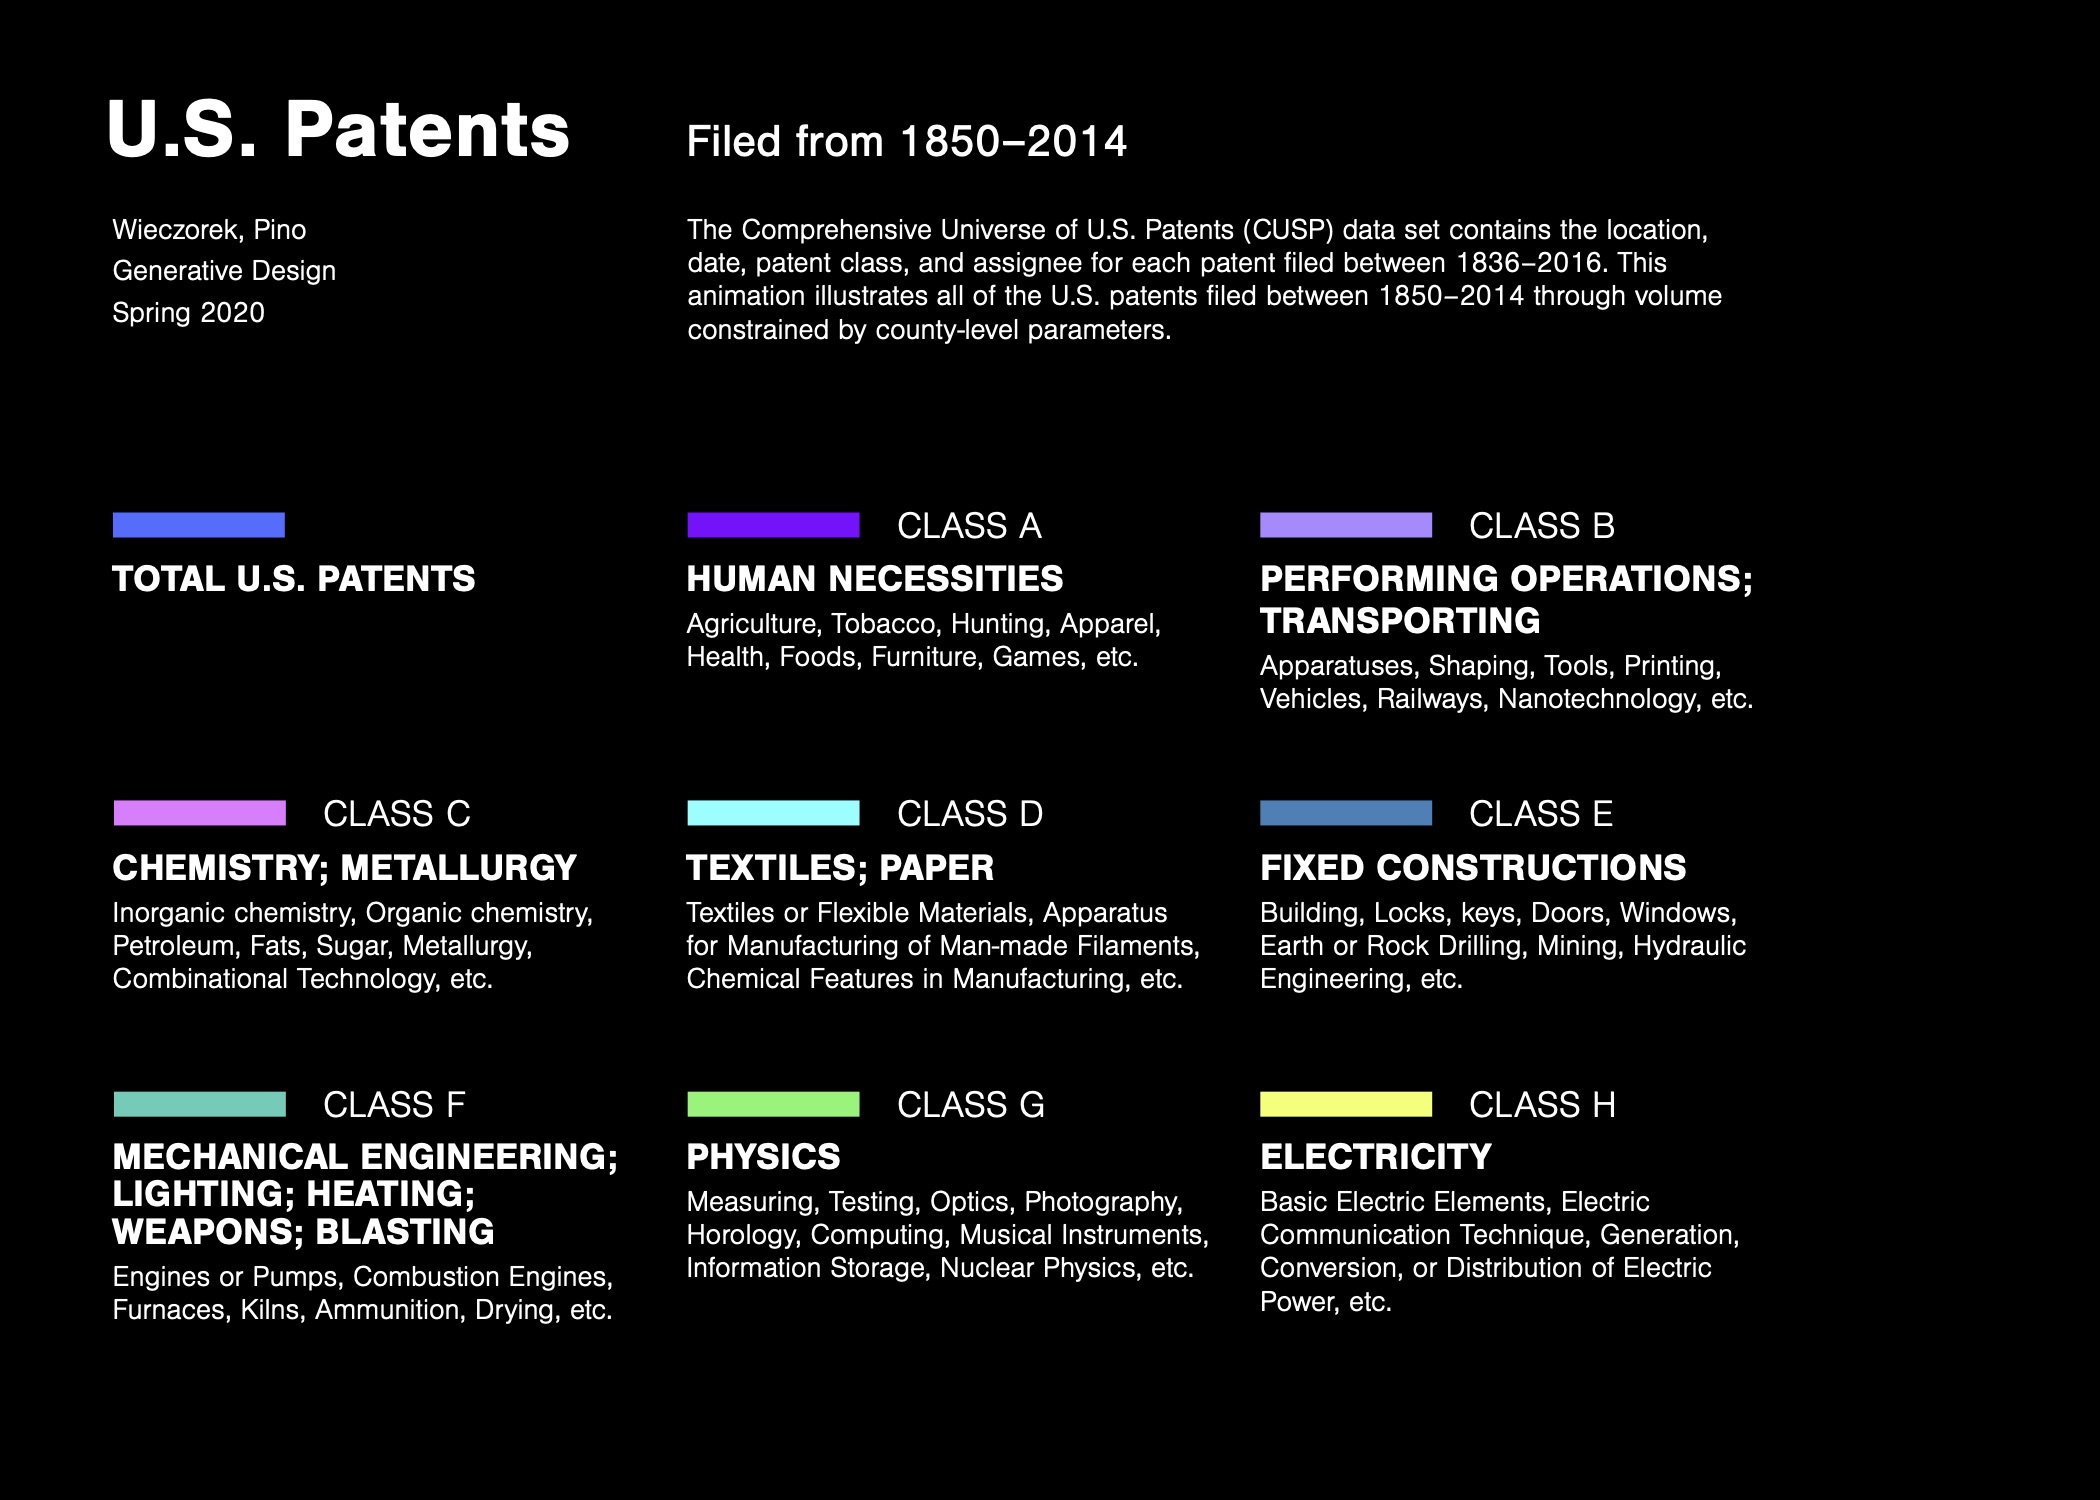 U.S. Patents
Filed from 1850–2014
Wieczorek, Pino
Generative Design
Spring 2020
The Comprehensive Universe of U.S. Patents (CUSP) data set contains the location,
date, patent class, and assignee for each patent filed between 1836–2016. This
animation illustrates all of the U.S. patents filed between 1850–2014 through volume
constrained by county-level parameters.
TOTAL U.S. PATENTS
CLASS A
HUMAN NECESSITIES
Agriculture, Tobacco, Hunting, Apparel,
Health, Foods, Furniture, Games, etc.
CLASS B
PERFORMING OPERATIONS;
TRANSPORTING
Apparatuses, Shaping, Tools, Printing,
Vehicles, Railways, Nanotechnology, etc.
CLASS C
CHEMISTRY; METALLURGY
Inorganic chemistry, Organic chemistry,
Petroleum, Fats, Sugar, Metallurgy,
Combinational Technology, etc.
CLASS D
TEXTILES; PAPER
Textiles or Flexible Materials, Apparatus
for Manufacturing of Man-made Filaments,
Chemical Features in Manufacturing, etc.
CLASS E
FIXED CONSTRUCTIONS
Building, Locks, keys, Doors, Windows,
Earth or Rock Drilling, Mining, Hydraulic
Engineering, etc.
CLASS F
MECHANICAL ENGINEERING;
LIGHTING; HEATING;
WEAPONS; BLASTING
Engines or Pumps, Combustion Engines,
Furnaces, Kilns, Ammunition, Drying, etc.
CLASS G
PHYSICS
Measuring, Testing, Optics, Photography,
Horology, Computing, Musical Instruments,
Information Storage, Nuclear Physics, etc.
CLASS H
ELECTRICITY
Basic Electric Elements, Electric
Communication Technique, Generation,
Conversion, or Distribution of Electric
Power, etc.